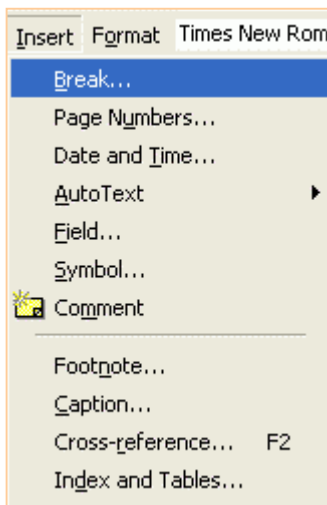 Insert Format Times New Rom
Break...
Page Numbers...
Date and Time...
AutoText
Field...
Symbol...
Comment
Footnote...
Caption...
Cross-reference... F2
Index and Tables...